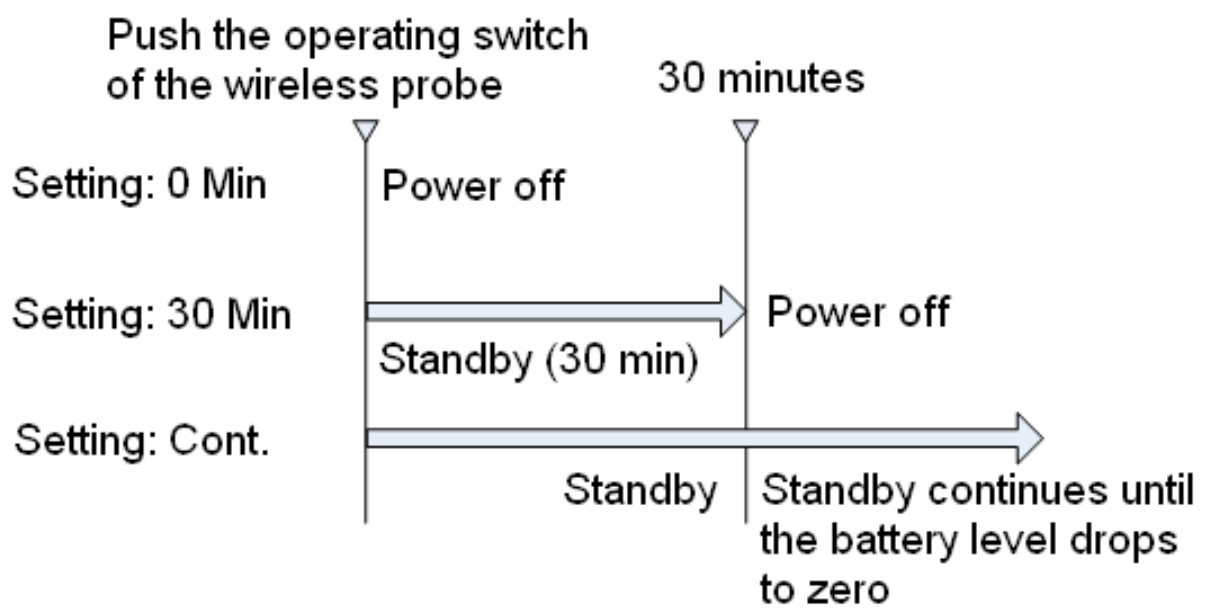 Push the operating switch
of the wireless probe
30 minutes
Setting: 0 Min
Power off
Setting: 30 Min
Power off
Standby (30 min)
Setting: Cont.
Standby
Standby continues until
the battery level drops
to zero